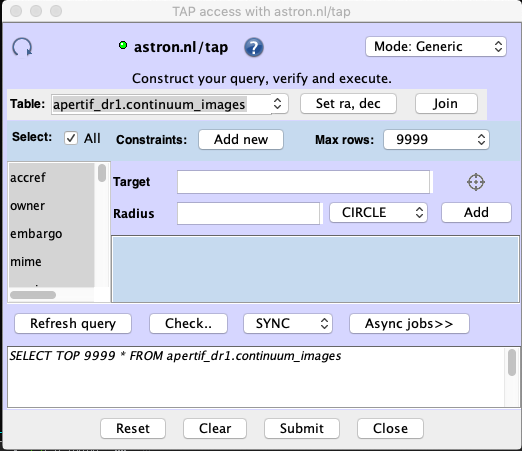 TAP access with astron.nl/tap
astron.nl/tap ? Mode: Generic
Construct your query, verify and execute.
Table: apertif_dr1.continuum_images Set ra, dec Join
Select: All Constraints: Add new Max rows: 9999
accref
owner
embargo
mime
Target
Radius CIRCLE Add
Refresh query Check.. SYNC Async jobs>>
SELECT TOP 9999 * FROM apertif_dr1.continuum_images
Reset Clear Submit Close